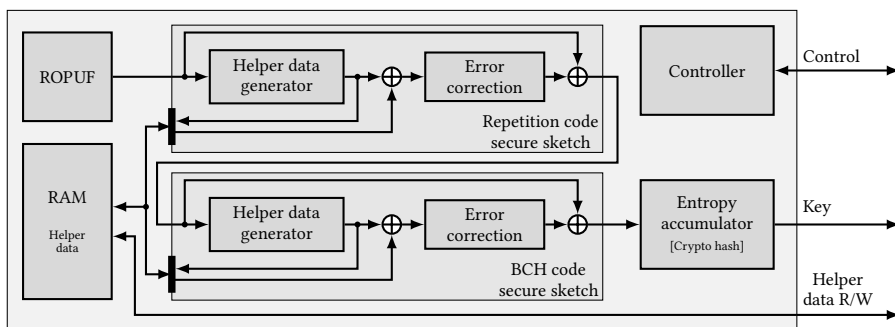 ROPUF
Helper data
generator
Error
correction
Repetition code
secure sketch
Controller
Control
RAM
Helper
data
Helper data
generator
Error
correction
BCH code
secure sketch
Entropy
accumulator
[Crypto hash]
Key
Helper
data R/W